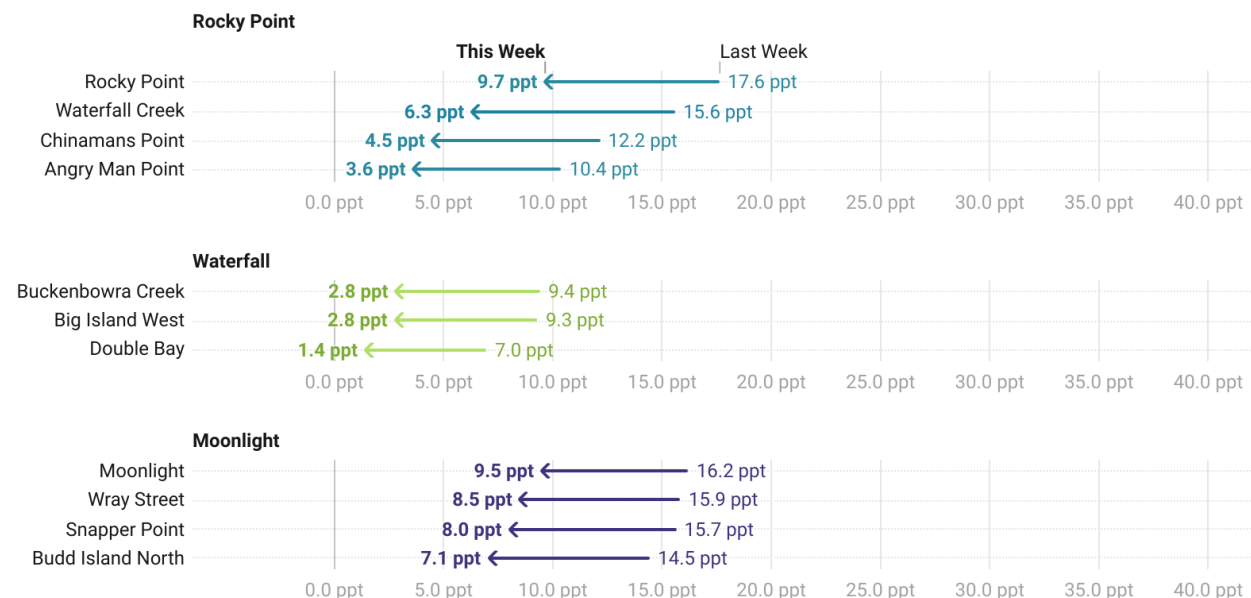 Rocky Point
This Week Last Week
Rocky Point 9.7 ppt 17.6 ppt
Waterfall Creek 6.3 ppt 15.6 ppt
Chinamans Point 4.5 ppt 12.2 ppt
Angry Man Point 3.6 ppt 10.4 ppt
0.0 ppt 5.0 ppt 10.0 ppt 15.0 ppt 20.0 ppt 25.0 ppt 30.0 ppt 35.0 ppt 40.0 ppt
Waterfall
Buckenbowra Creek 2.8 ppt 9.4 ppt
Big Island West 2.8 ppt 9.3 ppt
Double Bay 1.4 ppt 7.0 ppt
0.0 ppt 5.0 ppt 10.0 ppt 15.0 ppt 20.0 ppt 25.0 ppt 30.0 ppt 35.0 ppt 40.0 ppt
Moonlight
Moonlight 9.5 ppt 16.2 ppt
Wray Street 8.5 ppt 15.9 ppt
Snapper Point 8.0 ppt 15.7 ppt
Budd Island North 7.1 ppt 14.5 ppt
0.0 ppt 5.0 ppt 10.0 ppt 15.0 ppt 20.0 ppt 25.0 ppt 30.0 ppt 35.0 ppt 40.0 ppt